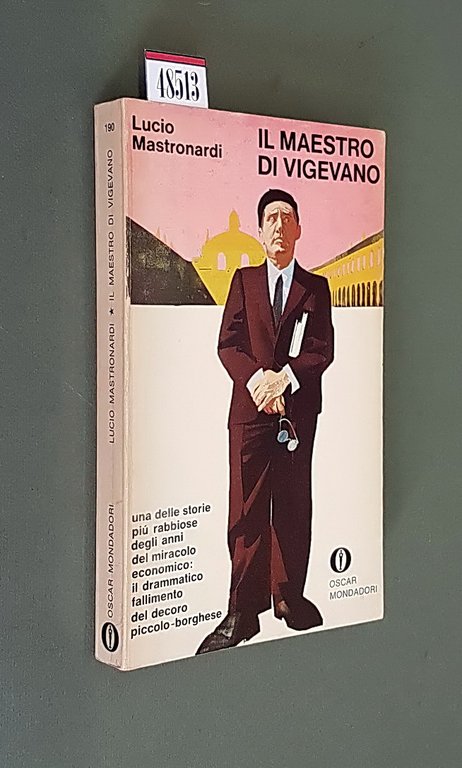 48513
Lucio
Mastronardi
IL MAESTRO
DI VIGEVANO
una delle storie
piú rabbiose
degli anni
del miracolo
economico:
il drammatico
fallimento
del decoro
piccolo-borghese
OSCAR
MONDADORI
190
LUCIO MASTRONARDI ★ IL MAESTRO DI VIGEVANO
OSCAR MONDADORI